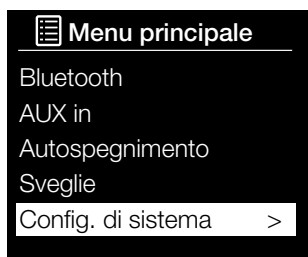 Menu principale
Bluetooth
AUX in
Autospegnimento
Sveglie
Config. di sistema >